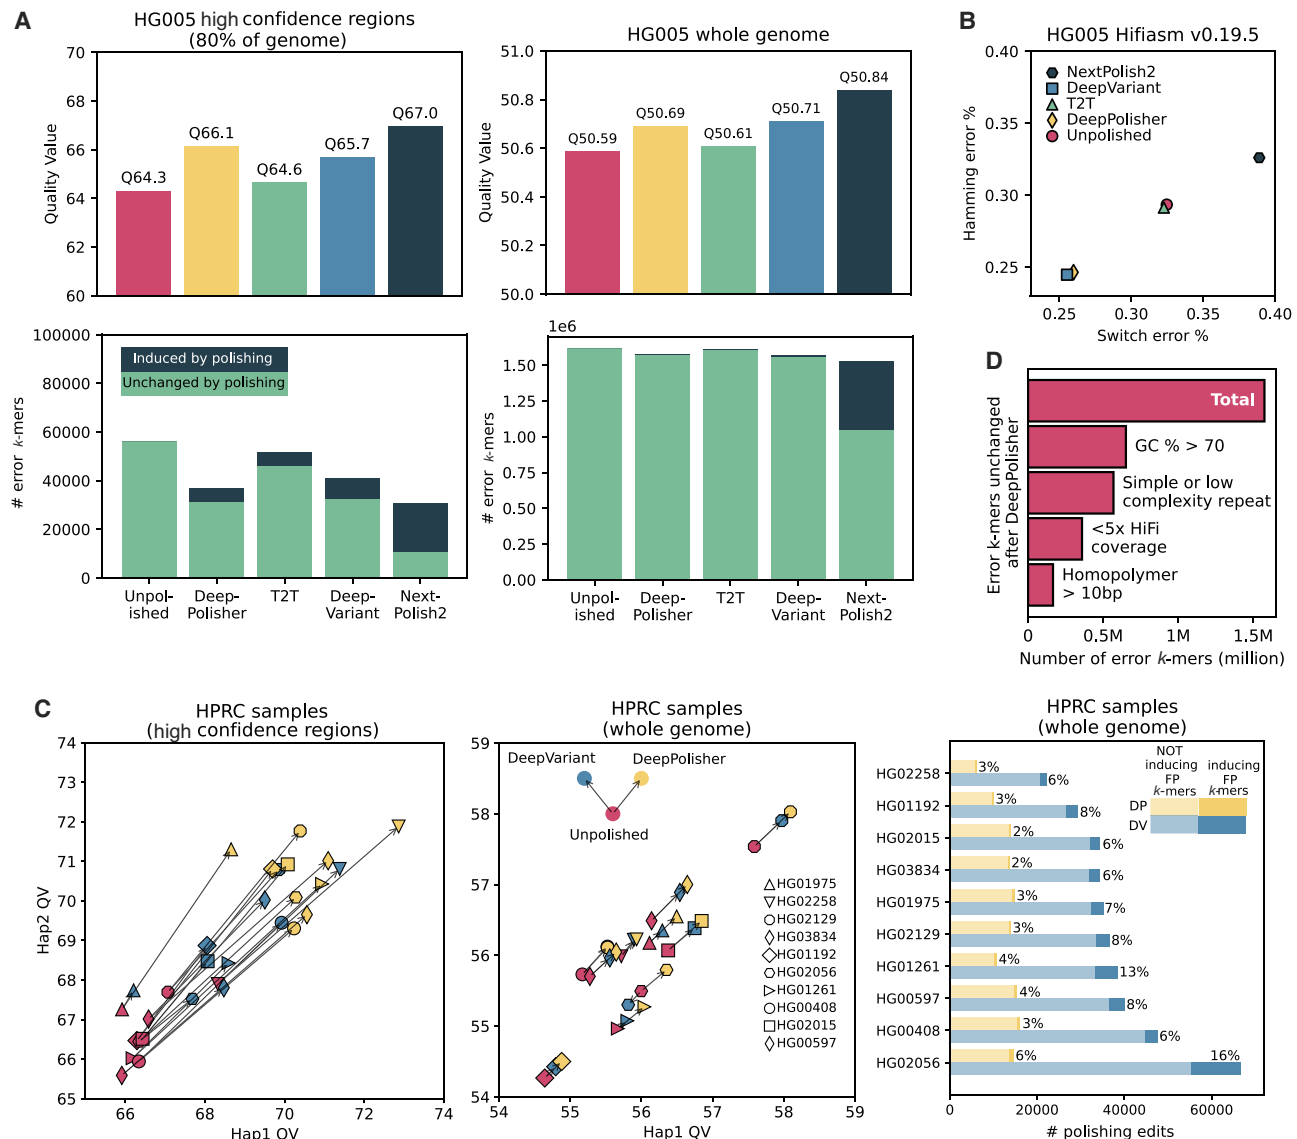 A
HG005 high confidence regions
(80% of genome)
Quality Value
70
68
66
64
62
60
Q64.3
Q66.1
Q64.6
Q65.7
Q67.0
HG005 whole genome
Quality Value
51.0
50.8
50.6
50.4
50.2
50.0
Q50.59
Q50.69
Q50.61
Q50.71
Q50.84
# error k-mers
100000
80000
60000
40000
20000
0
Induced by polishing
Unchanged by polishing
Unpol-
ished
Deep-
Polisher
T2T
Deep-
Variant
Next-
Polish2
1e6
# error k-mers
1.50
1.25
1.00
0.75
0.50
0.25
0.00
Unpol-
ished
Deep-
Polisher
T2T
Deep-
Variant
Next-
Polish2
B
HG005 Hifiasm v0.19.5
Hamming error %
0.40
0.35
0.30
0.25
NextPolish2
DeepVariant
T2T
DeepPolisher
Unpolished
0.25
0.30
0.35
0.40
Switch error %
D
Error k-mers unchanged
after DeepPolisher
Total
GC % > 70
Simple or low
complexity repeat
<5x HiFi
coverage
Homopolymer
> 10bp
0
0.5M
1M
1.5M
Number of error k-mers (million)
C
HPRC samples
(high confidence regions)
Hap2 QV
74
73
72
71
70
69
68
67
66
65
66
68
70
72
74
Hap1 QV
HPRC samples
(whole genome)
59
58
57
56
55
54
DeepVariant
DeepPolisher
Unpolished
HG01975
HG02258
HG02129
HG03834
HG01192
HG02056
HG01261
HG00408
HG02015
HG00597
54
55
56
57
58
59
Hap1 QV
HPRC samples
(whole genome)
NOT
inducing
FP
k-mers
inducing
FP
k-mers
DP
DV
HG02258
3%
6%
HG01192
3%
8%
HG02015
2%
6%
HG03834
2%
6%
HG01975
3%
7%
HG02129
3%
8%
HG01261
4%
13%
HG00597
4%
8%
HG00408
3%
6%
HG02056
6%
16%
0
20000
40000
60000
# polishing edits